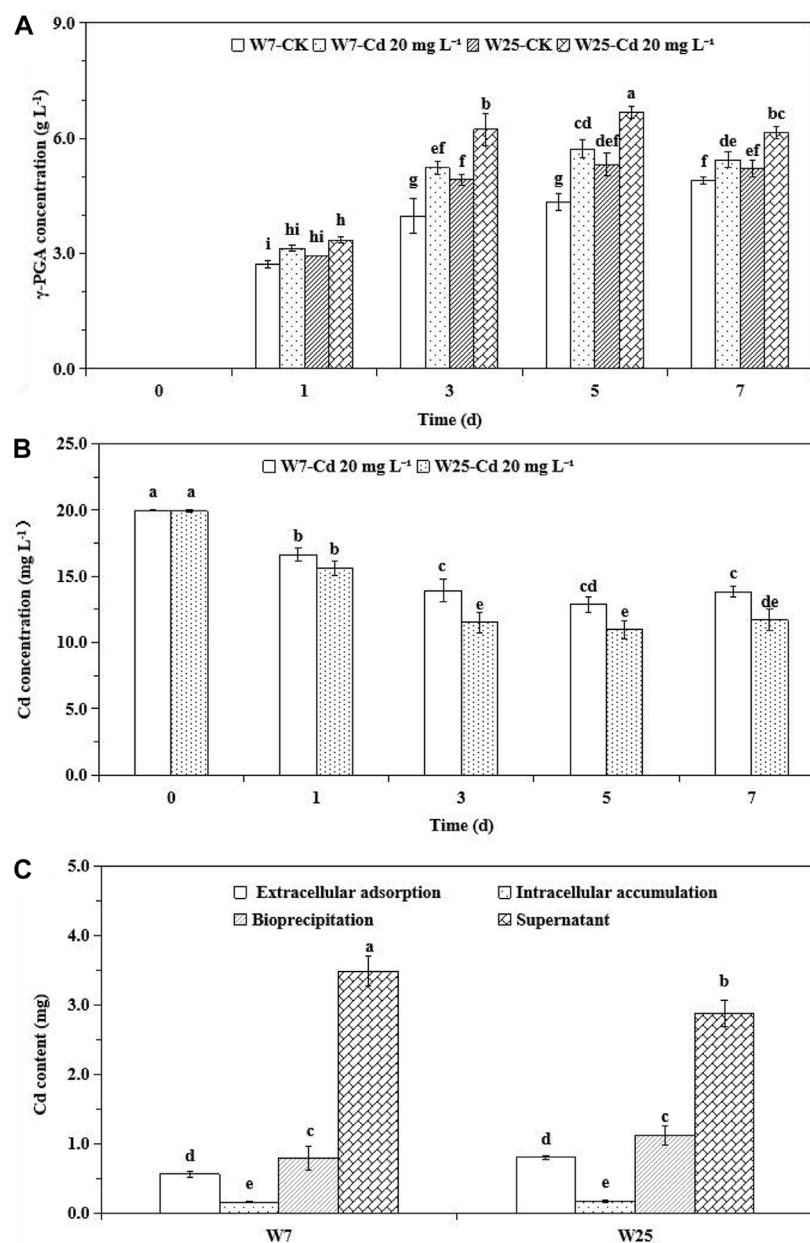 A
9.0
W7-CK W7-Cd 20 mg L⁻¹ W25-CK W25-Cd 20 mg L⁻¹
a
b
bc
cd
def
ef
de
6.0
f
f
ef
g
g
h
hi hi
i
3.0
γ-PGA concentration (g L⁻¹)
0.0
0 1 3 5 7
Time (d)
B
25.0
W7-Cd 20 mg L⁻¹ W25-Cd 20 mg L⁻¹
a a
20.0
b b
c
c
cd
15.0
e
e
de
10.0
5.0
Cd concentration (mg L⁻¹)
0.0
0 1 3 5 7
Time (d)
C
5.0
Extracellular adsorption Intracellular accumulation
Bioprecipitation Supernatant
4.0
a
b
3.0
2.0
c
c
1.0
d
d
e
e
Cd content (mg)
0.0
W7 W25